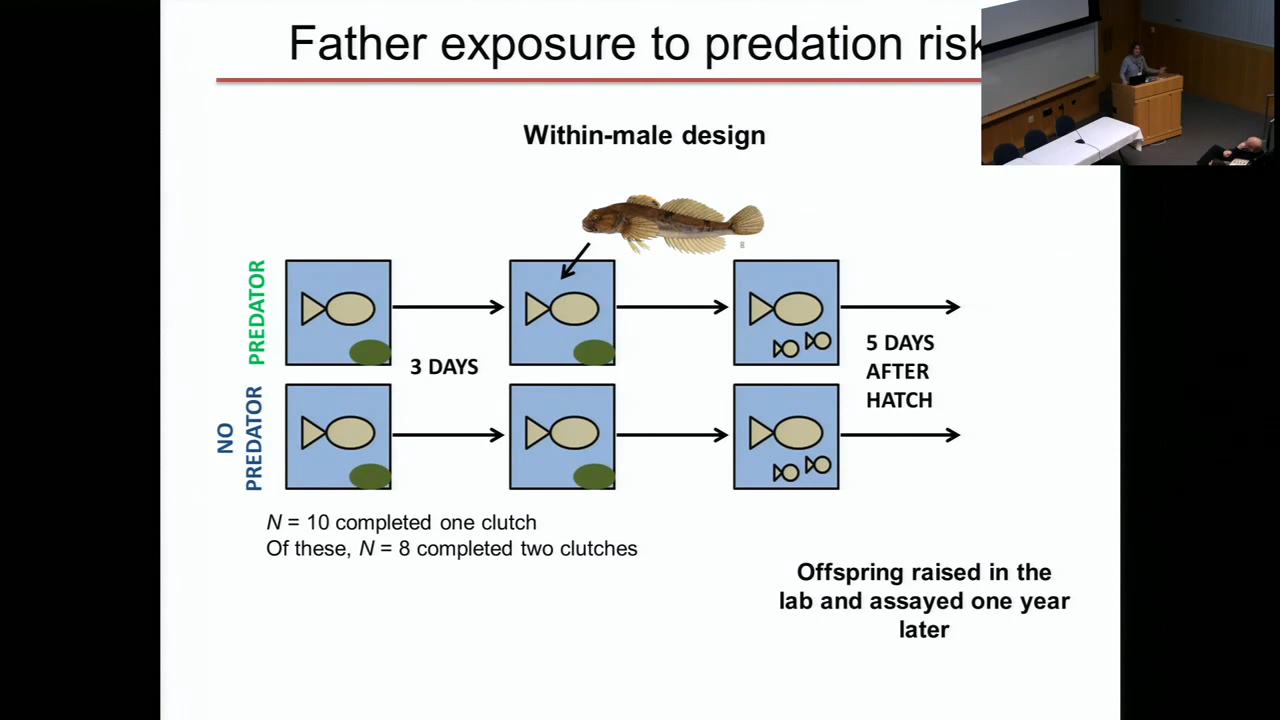 Father exposure to predation risk
Within-male design
PREDATOR
3 DAYS
5 DAYS
AFTER
HATCH
NO
PREDATOR
N = 10 completed one clutch
Of these, N = 8 completed two clutches
Offspring raised in the
lab and assayed one year
later